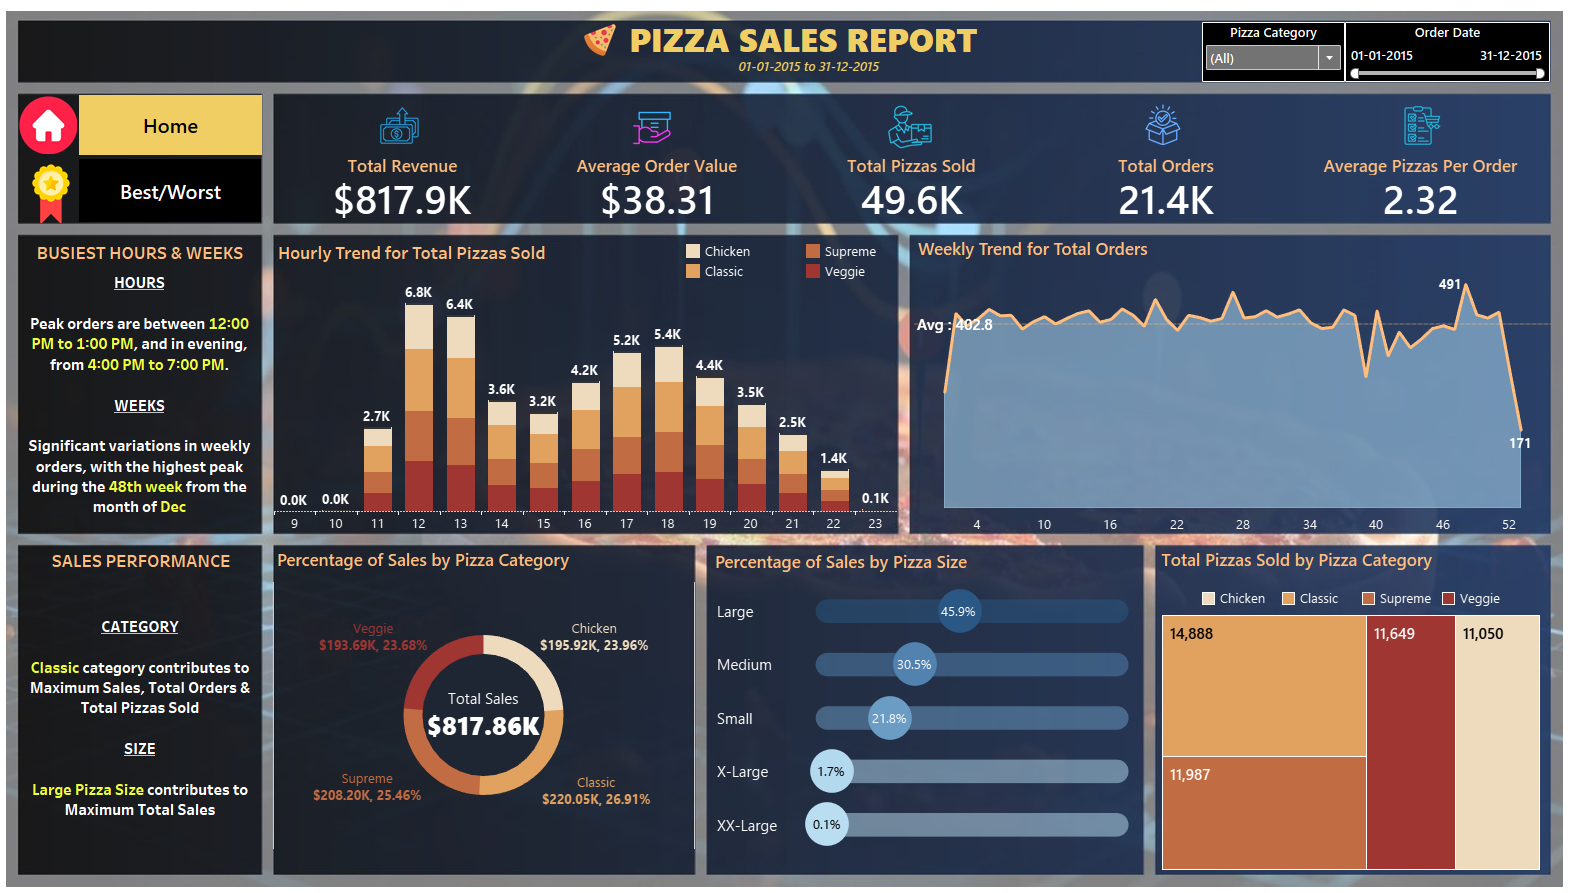 PIZZA SALES REPORT
01-01-2015 to 31-12-2015
Pizza Category
(All)
Order Date
01-01-2015 31-12-2015
Home
Best/Worst
Total Revenue
$817.9K
Average Order Value
$38.31
Total Pizzas Sold
49.6K
Total Orders
21.4K
Average Pizzas Per Order
2.32
BUSIEST HOURS & WEEKS
HOURS
Peak orders are between 12:00
PM to 1:00 PM, and in evening,
from 4:00 PM to 7:00 PM.
WEEKS
Significant variations in weekly
orders, with the highest peak
during the 48th week from the
month of Dec
Hourly Trend for Total Pizzas Sold
Chicken Supreme
Classic Veggie
0.0K 0.0K 2.7K 6.8K 6.4K 3.6K 3.2K 4.2K 5.2K 5.4K 4.4K 3.5K 2.5K 1.4K 0.1K
9 10 11 12 13 14 15 16 17 18 19 20 21 22 23
Weekly Trend for Total Orders
491
Avg : 402.8
171
4 10 16 22 28 34 40 46 52
SALES PERFORMANCE
CATEGORY
Classic category contributes to
Maximum Sales, Total Orders &
Total Pizzas Sold
SIZE
Large Pizza Size contributes to
Maximum Total Sales
Percentage of Sales by Pizza Category
Veggie
$193.69K, 23.68%
Chicken
$195.92K, 23.96%
Total Sales
$817.86K
Supreme
$208.20K, 25.46%
Classic
$220.05K, 26.91%
Percentage of Sales by Pizza Size
Large 45.9%
Medium 30.5%
Small 21.8%
X-Large 1.7%
XX-Large 0.1%
Total Pizzas Sold by Pizza Category
Chicken Classic Supreme Veggie
14,888 11,649 11,050
11,987